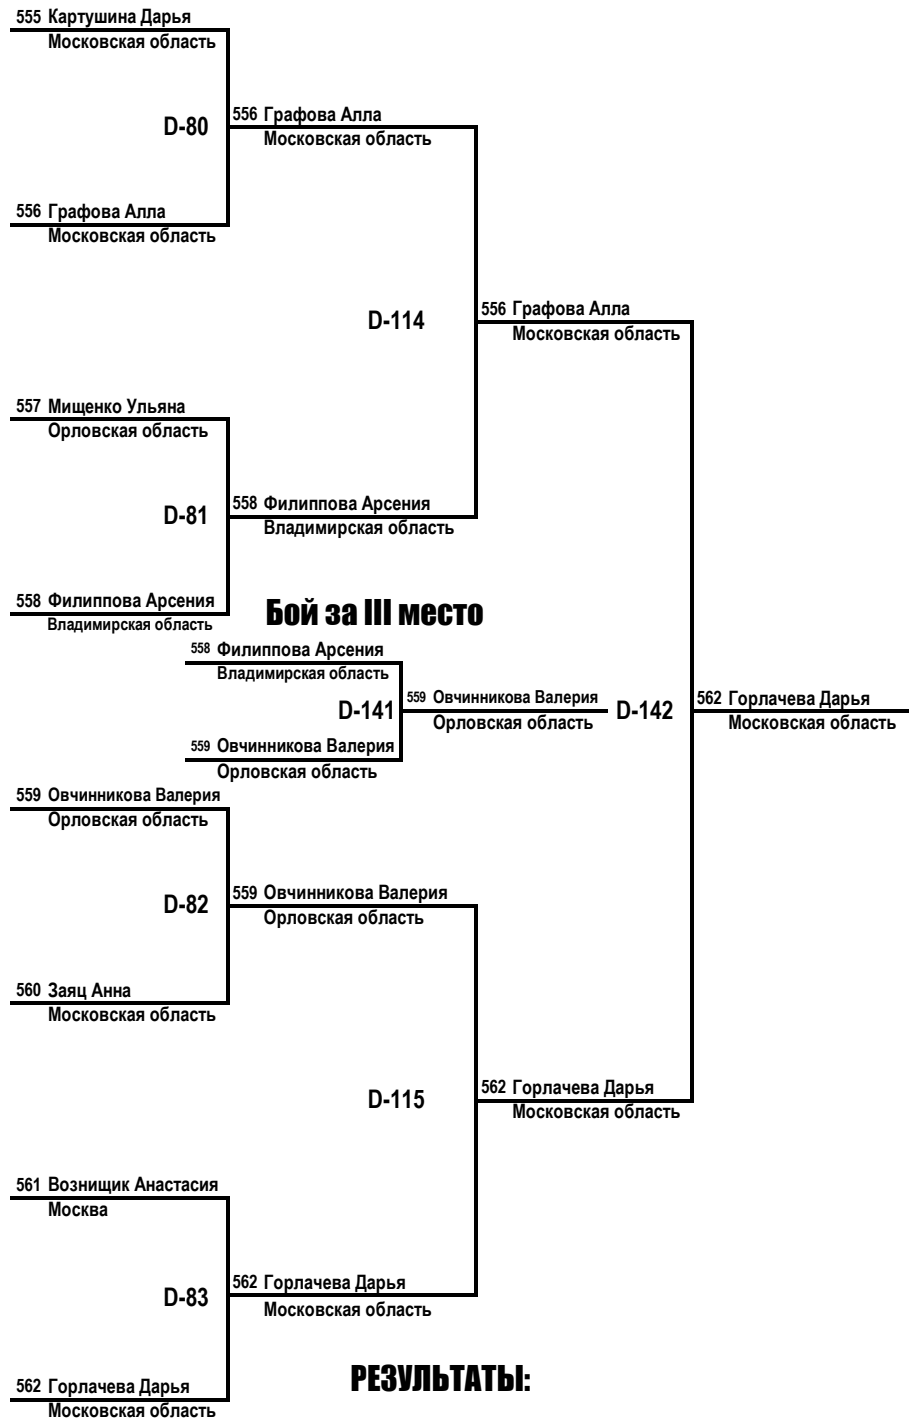 555 Картушина Дарья
Московская область
D-80
556 Графова Алла
Московская область
556 Графова Алла
Московская область
D-114
556 Графова Алла
Московская область
557 Мищенко Ульяна
Орловская область
D-81
558 Филиппова Арсения
Владимирская область
558 Филиппова Арсения
Владимирская область
Бой за III место
558 Филиппова Арсения
Владимирская область
D-141
559 Овчинникова Валерия
Орловская область
D-142
562 Горлачева Дарья
Московская область
559 Овчинникова Валерия
Орловская область
559 Овчинникова Валерия
Орловская область
D-82
559 Овчинникова Валерия
Орловская область
560 Заяц Анна
Московская область
D-115
562 Горлачева Дарья
Московская область
561 Вознищик Анастасия
Москва
D-83
562 Горлачева Дарья
Московская область
РЕЗУЛЬТАТЫ:
562 Горлачева Дарья
Московская область